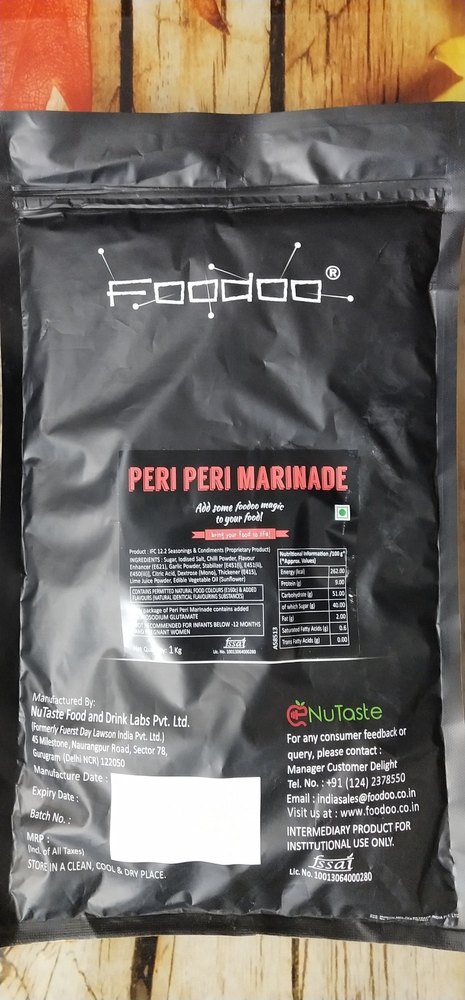 Foodoo®
PERI PERI MARINADE
Add some foodoo magic
to your food!
bring your food to life!
Product : IFC 12.2 Seasonings & Condiments (Proprietary Product)
INGREDIENTS : Sugar, Iodised Salt, Chilli Powder, Flavour
Enhancer (E621), Garlic Powder, Stabilizer [E451(i), E451(ii),
E450(iii)], Citric Acid, Dextrose (Mono), Thickener (E415),
Lime Juice Powder, Edible Vegetable Oil (Sunflower)
CONTAINS PERMITTED NATURAL FOOD COLOURS (E160c) & ADDED
FLAVOURS (NATURAL IDENTICAL FLAVOURING SUBSTANCES)
package of Peri Peri Marinade contains added
MONOSODIUM GLUTAMATE
NOT RECOMMENDED FOR INFANTS BELOW -12 MONTHS
AND PREGNANT WOMEN
Net Quantity: 1 Kg
fssai
Lic. No. 10013064000280
Nutritional Information /100 g*
(*Approx. Values)
Energy (kcal) 262.00
Protein (g) 9.00
Carbohydrate (g) 51.00
of which Sugar (g) 40.00
Fat (g) 2.00
Saturated Fatty Acids (g) 0.6
Trans Fatty Acids (g) 0.00
AS8513
Manufactured By:
NuTaste Food and Drink Labs Pvt. Ltd.
(Formerly Fuerst Day Lawson India Pvt. Ltd.)
45 Milestone, Naurangpur Road, Sector 78,
Gurugram (Delhi NCR) 122050
Manufacture Date :
Expiry Date :
Batch No. :
MRP :
(Incl. of All Taxes)
STORE IN A CLEAN, COOL & DRY PLACE.
NuTaste
For any consumer feedback or
query, please contact :
Manager Customer Delight
Tel. No. : +91 (124) 2378550
Email : indiasales@foodoo.co.in
Visit us at : www.foodoo.co.in
INTERMEDIARY PRODUCT FOR
INSTITUTIONAL USE ONLY.
fssai
Lic. No. 10013064000280